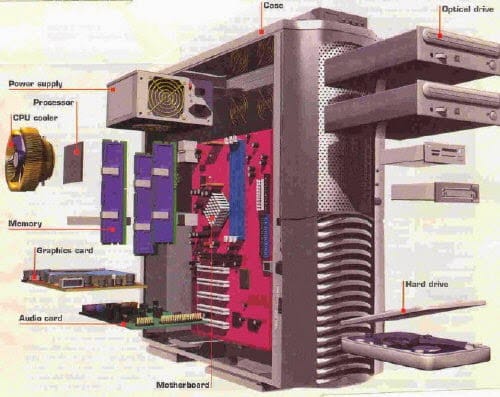 Case
Optical drive
Power supply
Processor
CPU cooler
Memory
Graphics card
Hard drive
Audio card
Motherboard